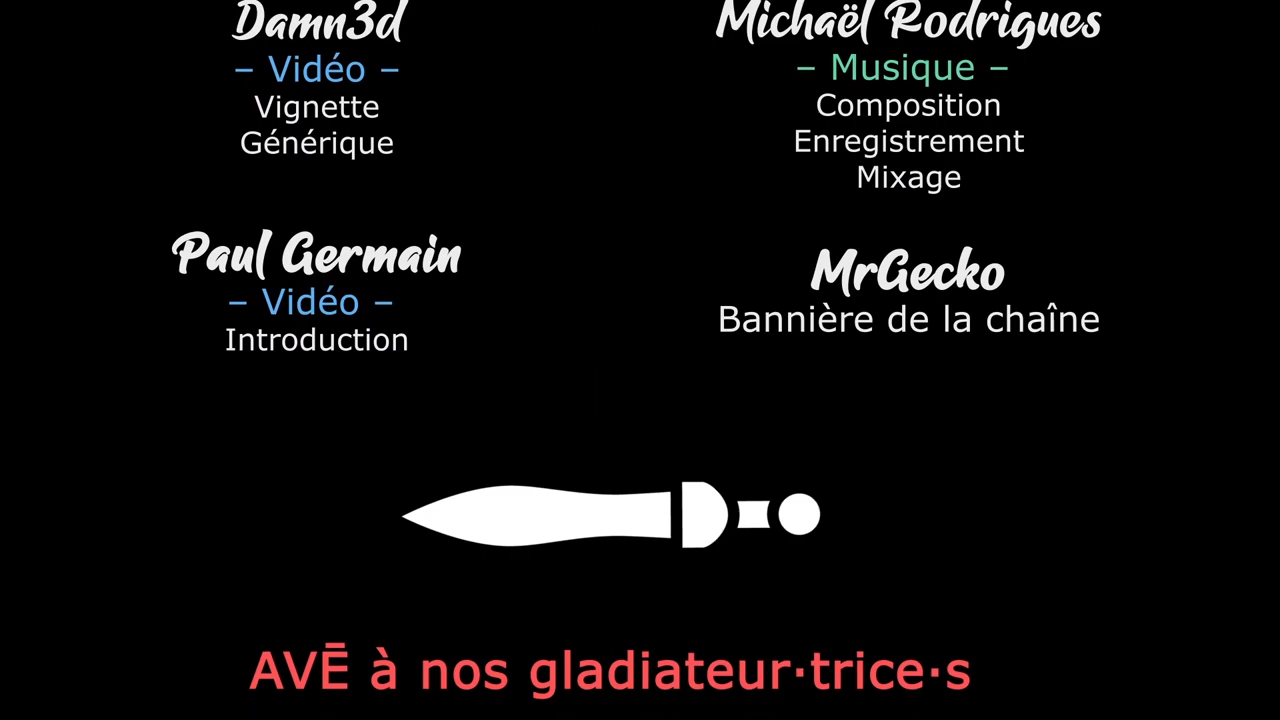 Damn3d
– Vidéo –
Vignette
Générique
Michaël Rodrigues
– Musique –
Composition
Enregistrement
Mixage
Paul Germain
– Vidéo –
Introduction
MrGecko
Bannière de la chaîne
AVĒ à nos gladiateur·trice·s